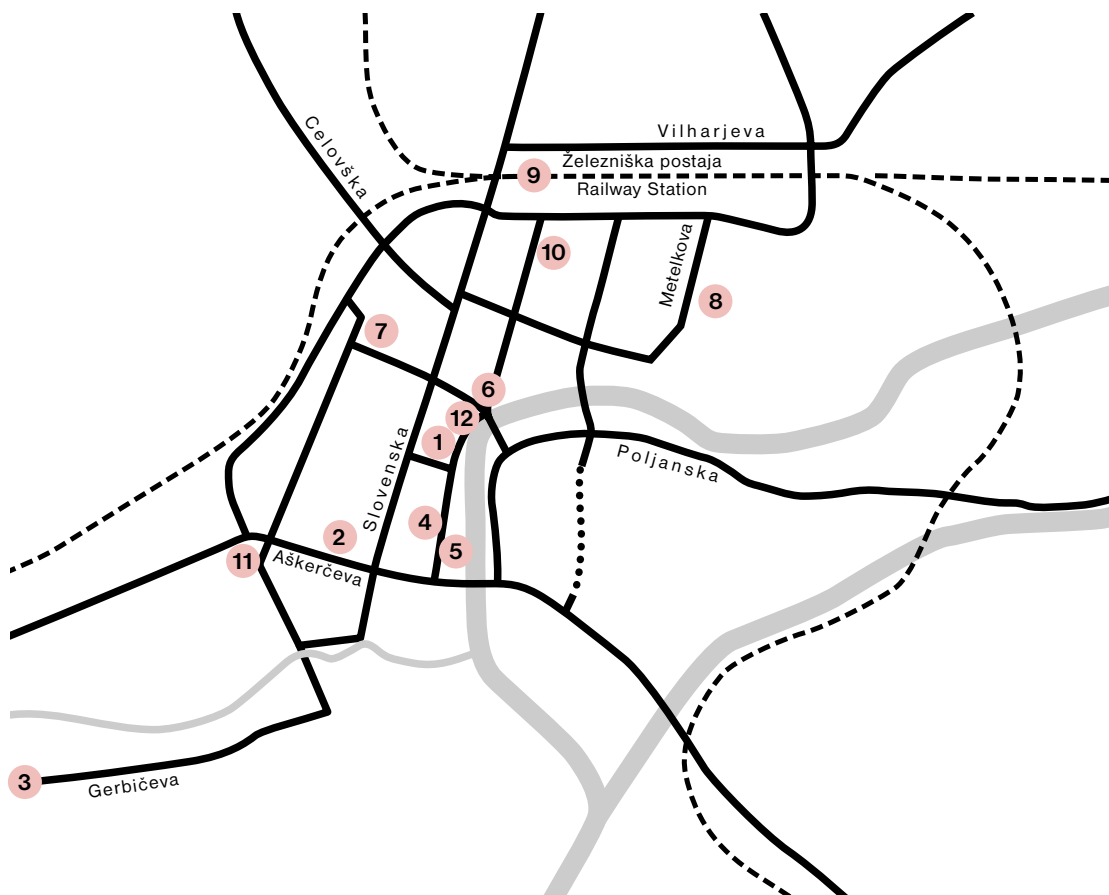 Celovška
Vilharjeva
Železniška postaja
9
Railway Station
10
Metelkova
8
7
6
12
1
Slovenska
Poljanska
4
2
5
11
Aškerčeva
3
Gerbičeva